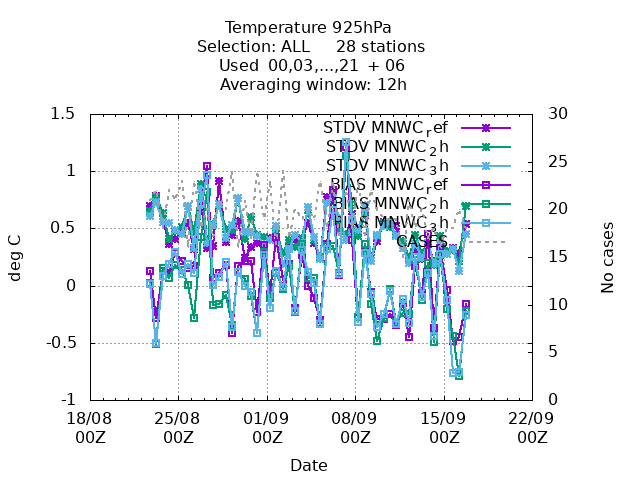 Temperature 925hPa
Selection: ALL 28 stations
Used 00,03,...,21 + 06
Averaging window: 12h
1.5
1
0.5
0
-0.5
-1
30
25
20
15
10
5
0
deg C
No cases
STDV MNWC_ref
STDV MNWC_2h
STDV MNWC_3h
BIAS MNWC_ref
BIAS MNWC_2h
BIAS MNWC_3h
CASES
18/08 25/08 01/09 08/09 15/09 22/09
00Z 00Z 00Z 00Z 00Z 00Z
Date